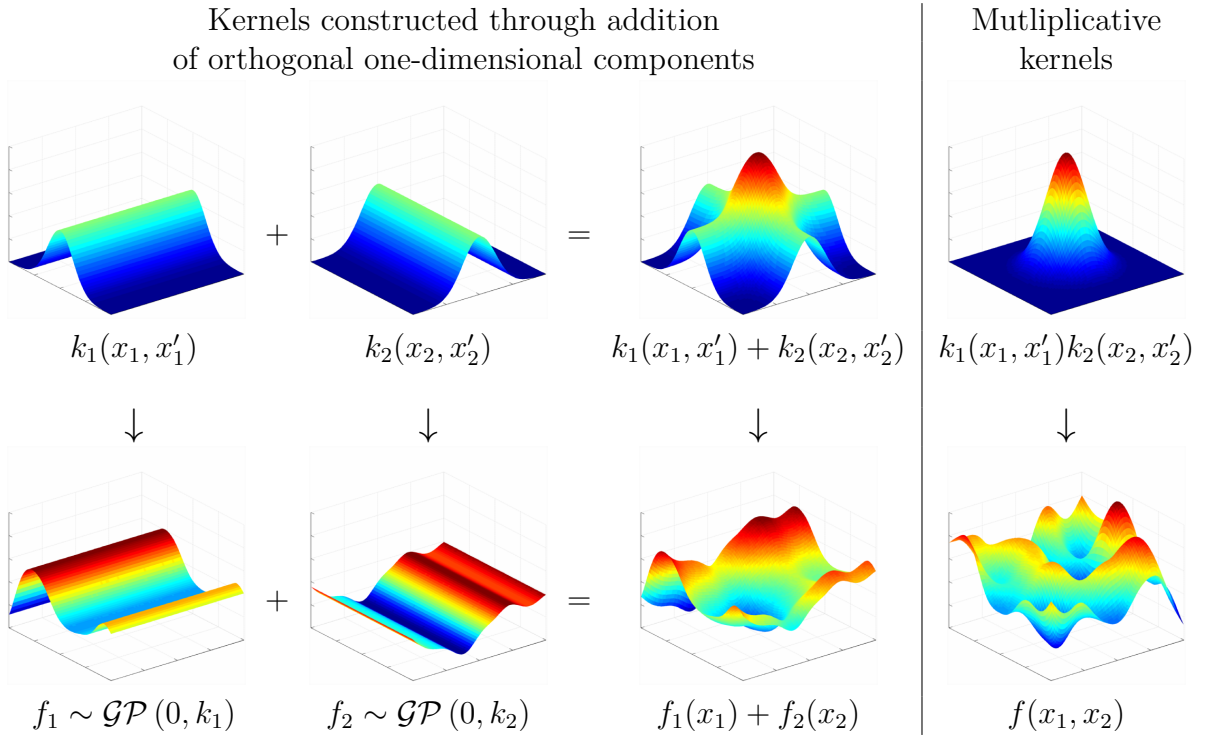 Kernels constructed through addition
of orthogonal one-dimensional components
Mutliplicative
kernels
+ =
k₁(x₁, x′₁) k₂(x₂, x′₂) k₁(x₁, x′₁) + k₂(x₂, x′₂) k₁(x₁, x′₁)k₂(x₂, x′₂)
↓ ↓ ↓ ↓
+ =
f₁ ∼ 𝒢𝒫 (0, k₁) f₂ ∼ 𝒢𝒫 (0, k₂) f₁(x₁) + f₂(x₂) f(x₁, x₂)